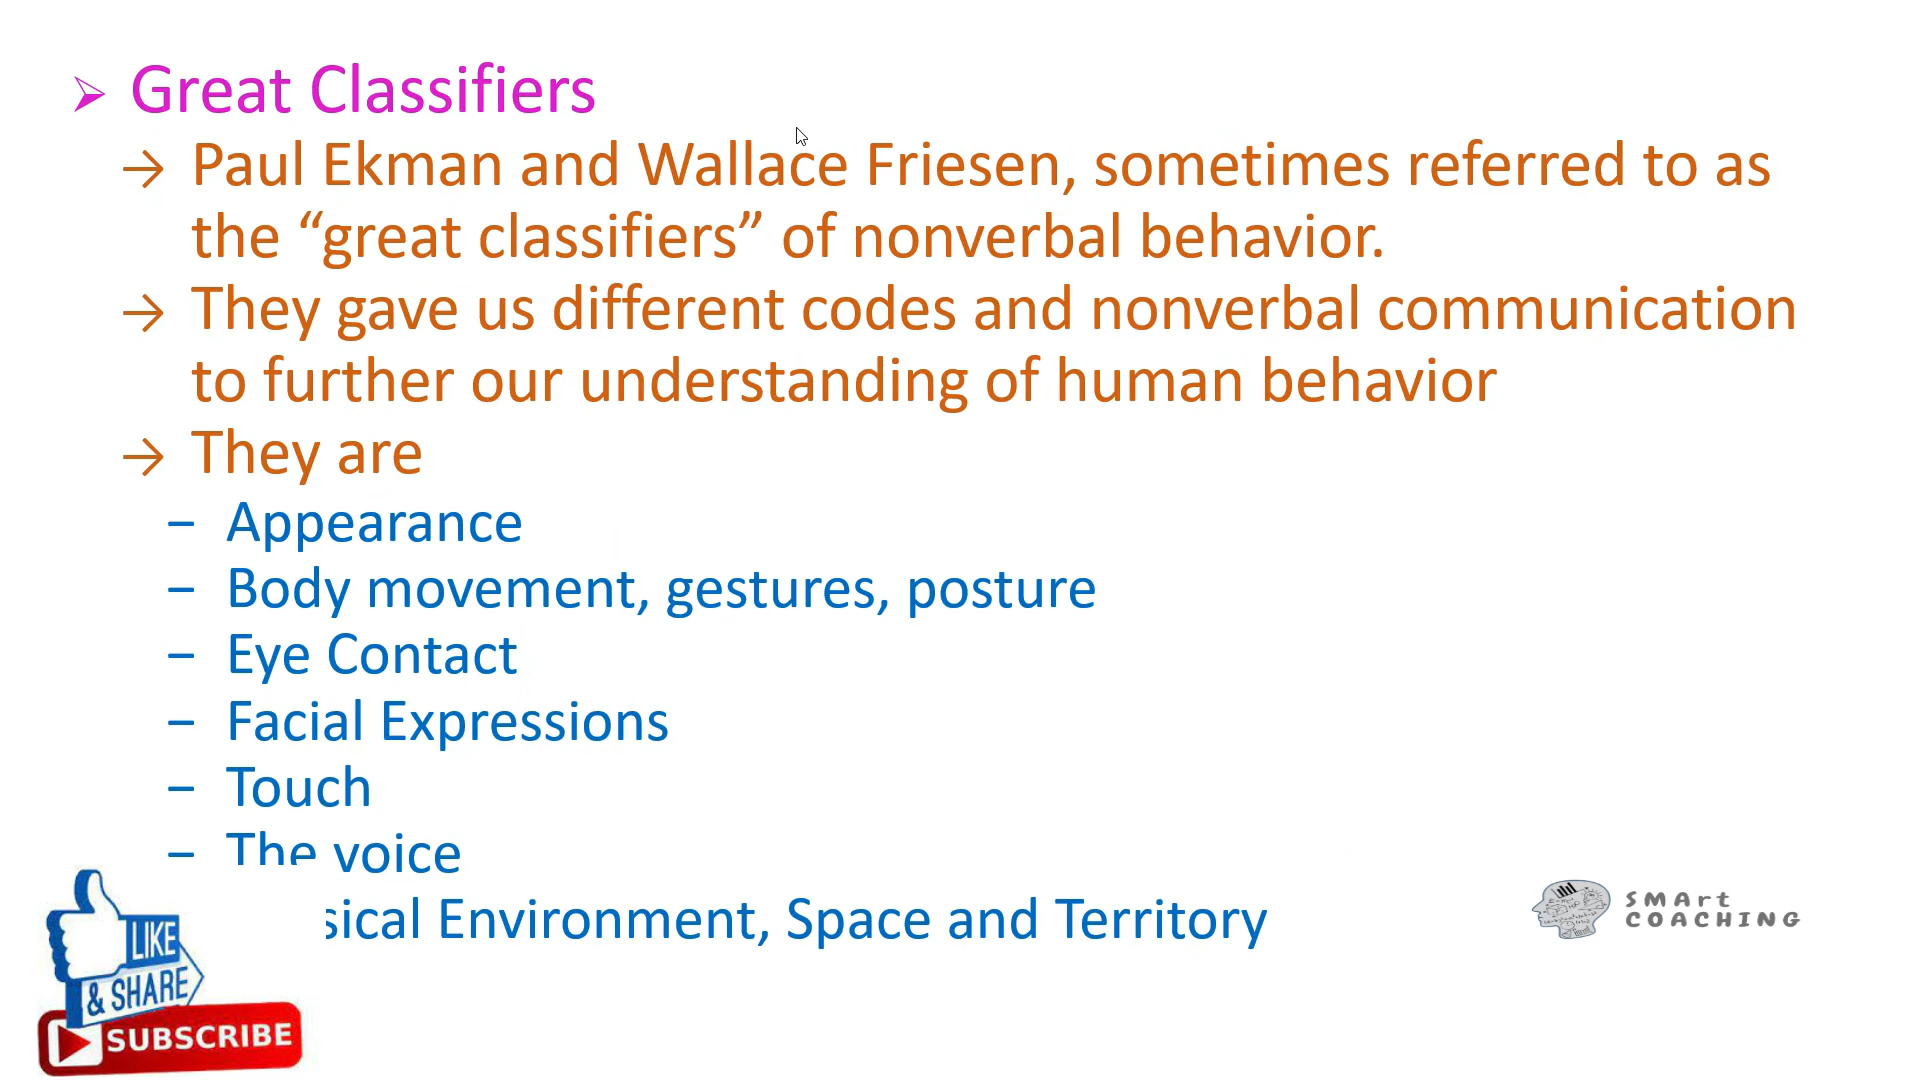 ➢ Great Classifiers
→ Paul Ekman and Wallace Friesen, sometimes referred to as
the “great classifiers” of nonverbal behavior.
→ They gave us different codes and nonverbal communication
to further our understanding of human behavior
→ They are
– Appearance
– Body movement, gestures, posture
– Eye Contact
– Facial Expressions
– Touch
– The voice
sical Environment, Space and Territory
SMArt
COACHING
LIKE
& SHARE
SUBSCRIBE